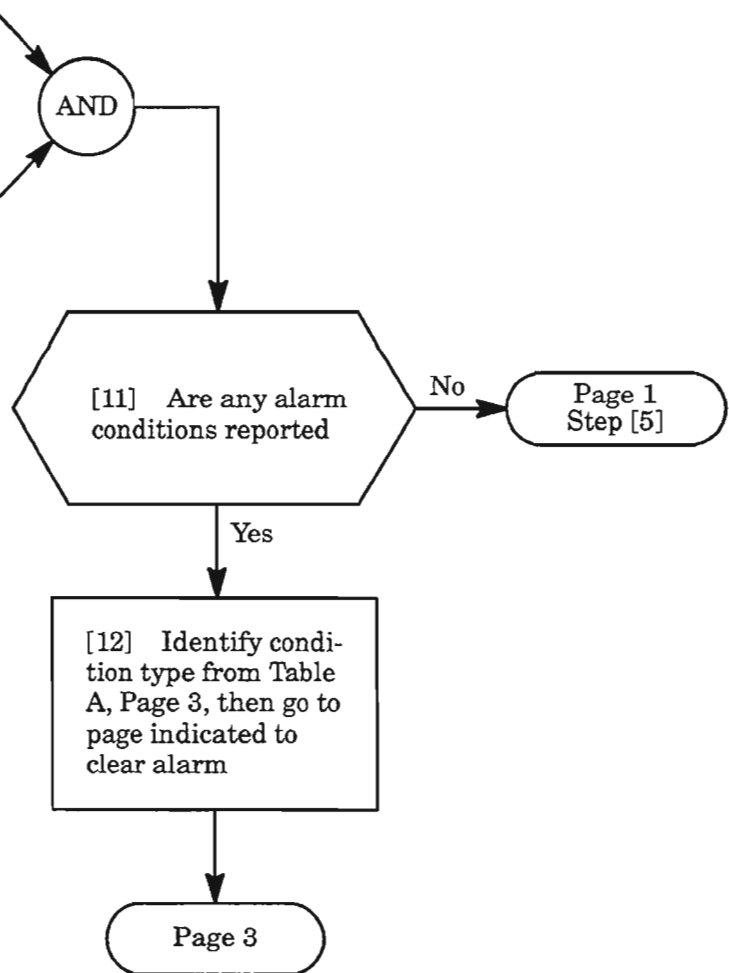 AND
[11] Are any alarm
conditions reported
No
Page 1
Step [5]
Yes
[12] Identify condi-
tion type from Table
A, Page 3, then go to
page indicated to
clear alarm
Page 3